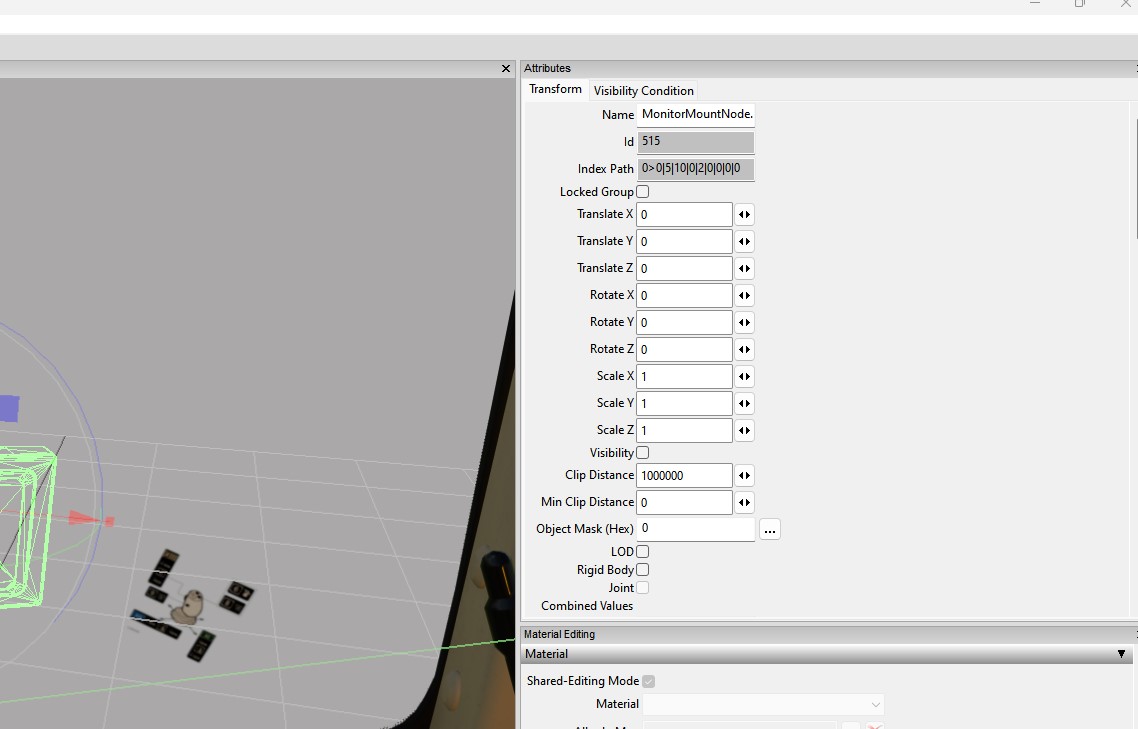 Attributes
Transform
Visibility Condition
Name MonitorMountNode.
Id 515
Index Path 0>0|5|10|0|2|0|0|0|0
Locked Group
Translate X 0
Translate Y 0
Translate Z 0
Rotate X 0
Rotate Y 0
Rotate Z 0
Scale X 1
Scale Y 1
Scale Z 1
Visibility
Clip Distance 1000000
Min Clip Distance 0
Object Mask (Hex) 0 ...
LOD
Rigid Body
Joint
Combined Values
Material Editing
Material
Shared-Editing Mode
Material